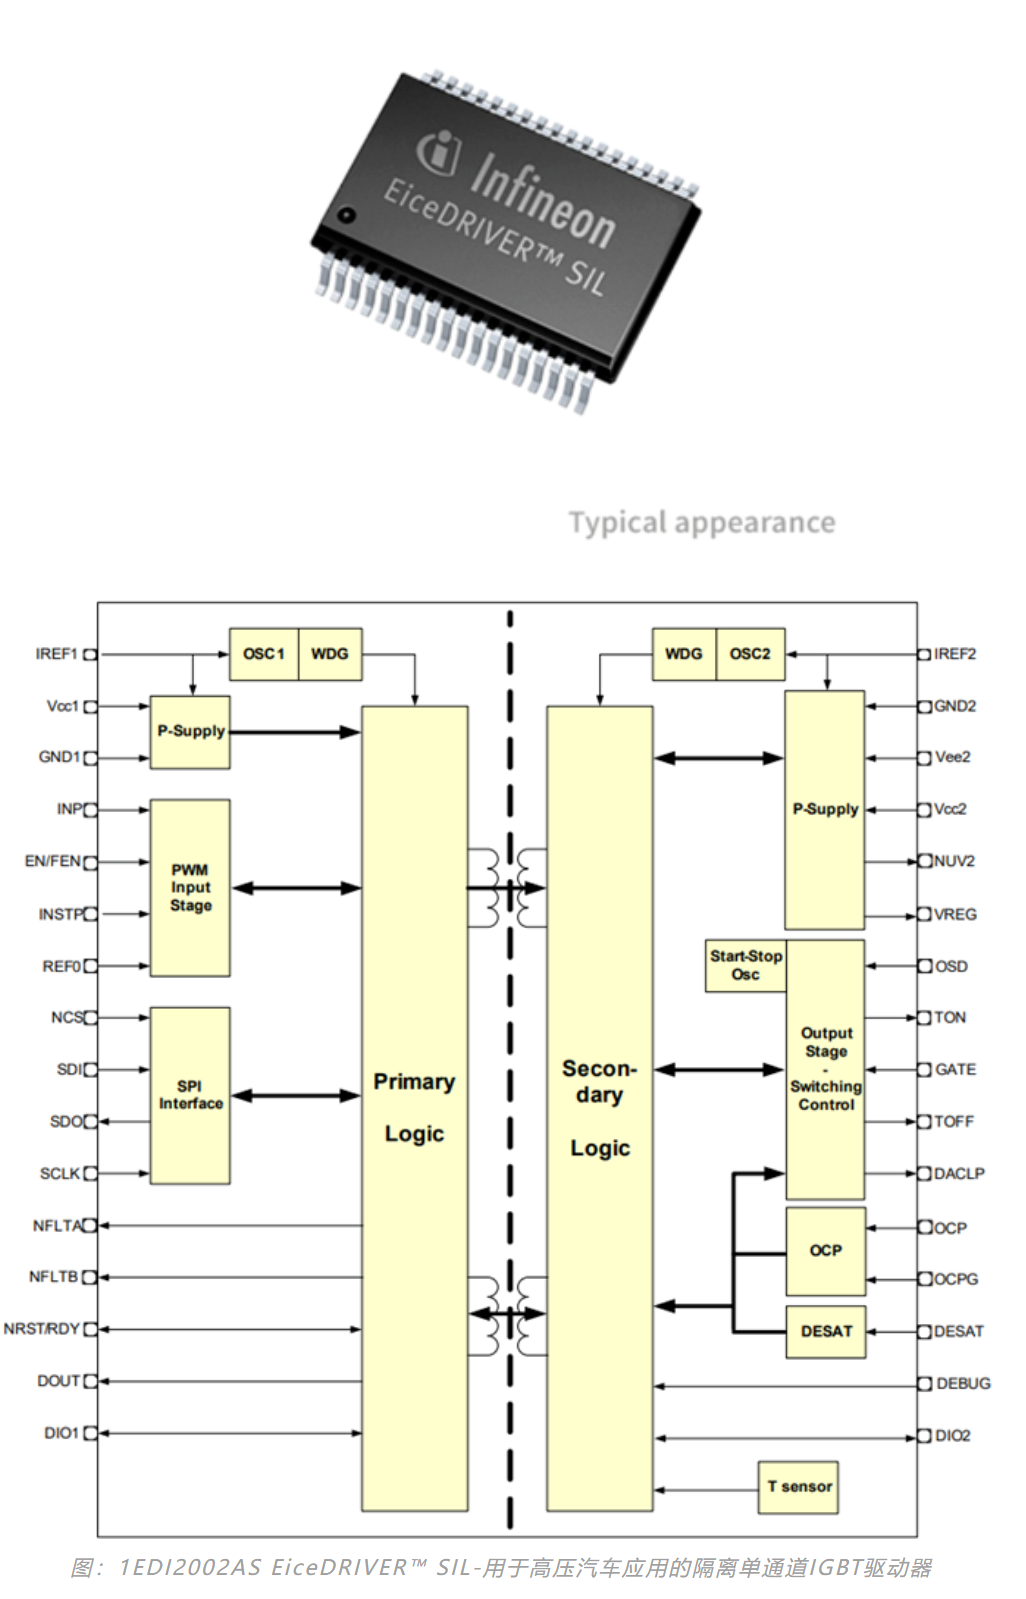 Infineon
EiceDRIVER™ SIL
Typical appearance
IREF1
OSC1
WDG
WDG
OSC2
IREF2
Vcc1
P-Supply
GND2
GND1
Vee2
INP
P-Supply
Vcc2
EN/FEN
PWM
Input
Stage
NUV2
INSTP
VREG
REF0
Start-Stop
Osc
OSD
NCS
TON
Output
Stage
-
Switching
Control
SDI
SPI
Interface
Primary
Logic
Secon-
dary
Logic
GATE
SDO
TOFF
SCLK
DACLP
NFLTA
OCP
OCP
NFLTB
OCPG
NRST/RDY
DESAT
DESAT
DOUT
DEBUG
DIO1
DIO2
T sensor
图：1EDI2002AS EiceDRIVER™ SIL-用于高压汽车应用的隔离单通道IGBT驱动器